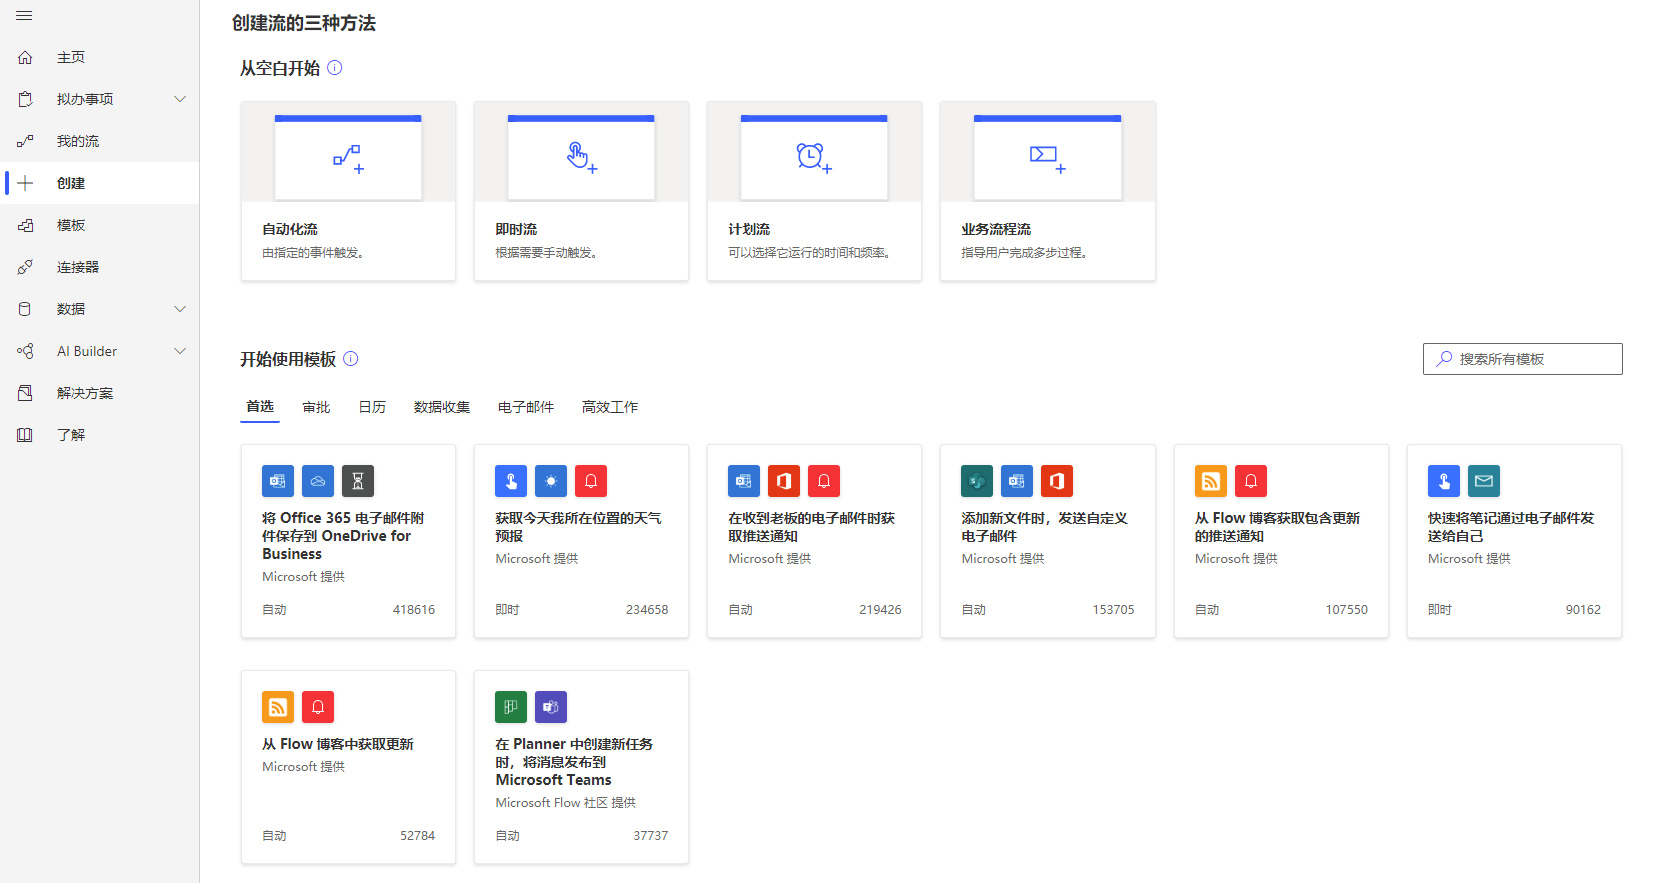 创建流的三种方法
主页
从空白开始
拟办事项
我的流
创建
模板
连接器
数据
AI Builder
解决方案
了解
自动化流
由指定的事件触发。
即时流
根据需要手动触发。
计划流
可以选择它运行的时间和频率。
业务流程流
指导用户完成多步过程。
开始使用模板
搜索所有模板
首选
审批
日历
数据收集
电子邮件
高效工作
将 Office 365 电子邮件附
件保存到 OneDrive for
Business
Microsoft 提供
自动
418616
获取今天我所在位置的天气
预报
Microsoft 提供
即时
234658
在收到老板的电子邮件时获
取推送通知
Microsoft 提供
自动
219426
添加新文件时，发送自定义
电子邮件
Microsoft 提供
自动
153705
从 Flow 博客获取包含更新
的推送通知
Microsoft 提供
自动
107550
快速将笔记通过电子邮件发
送给自己
Microsoft 提供
即时
90162
从 Flow 博客中获取更新
Microsoft 提供
自动
52784
在 Planner 中创建新任务
时，将消息发布到
Microsoft Teams
Microsoft Flow 社区 提供
自动
37737